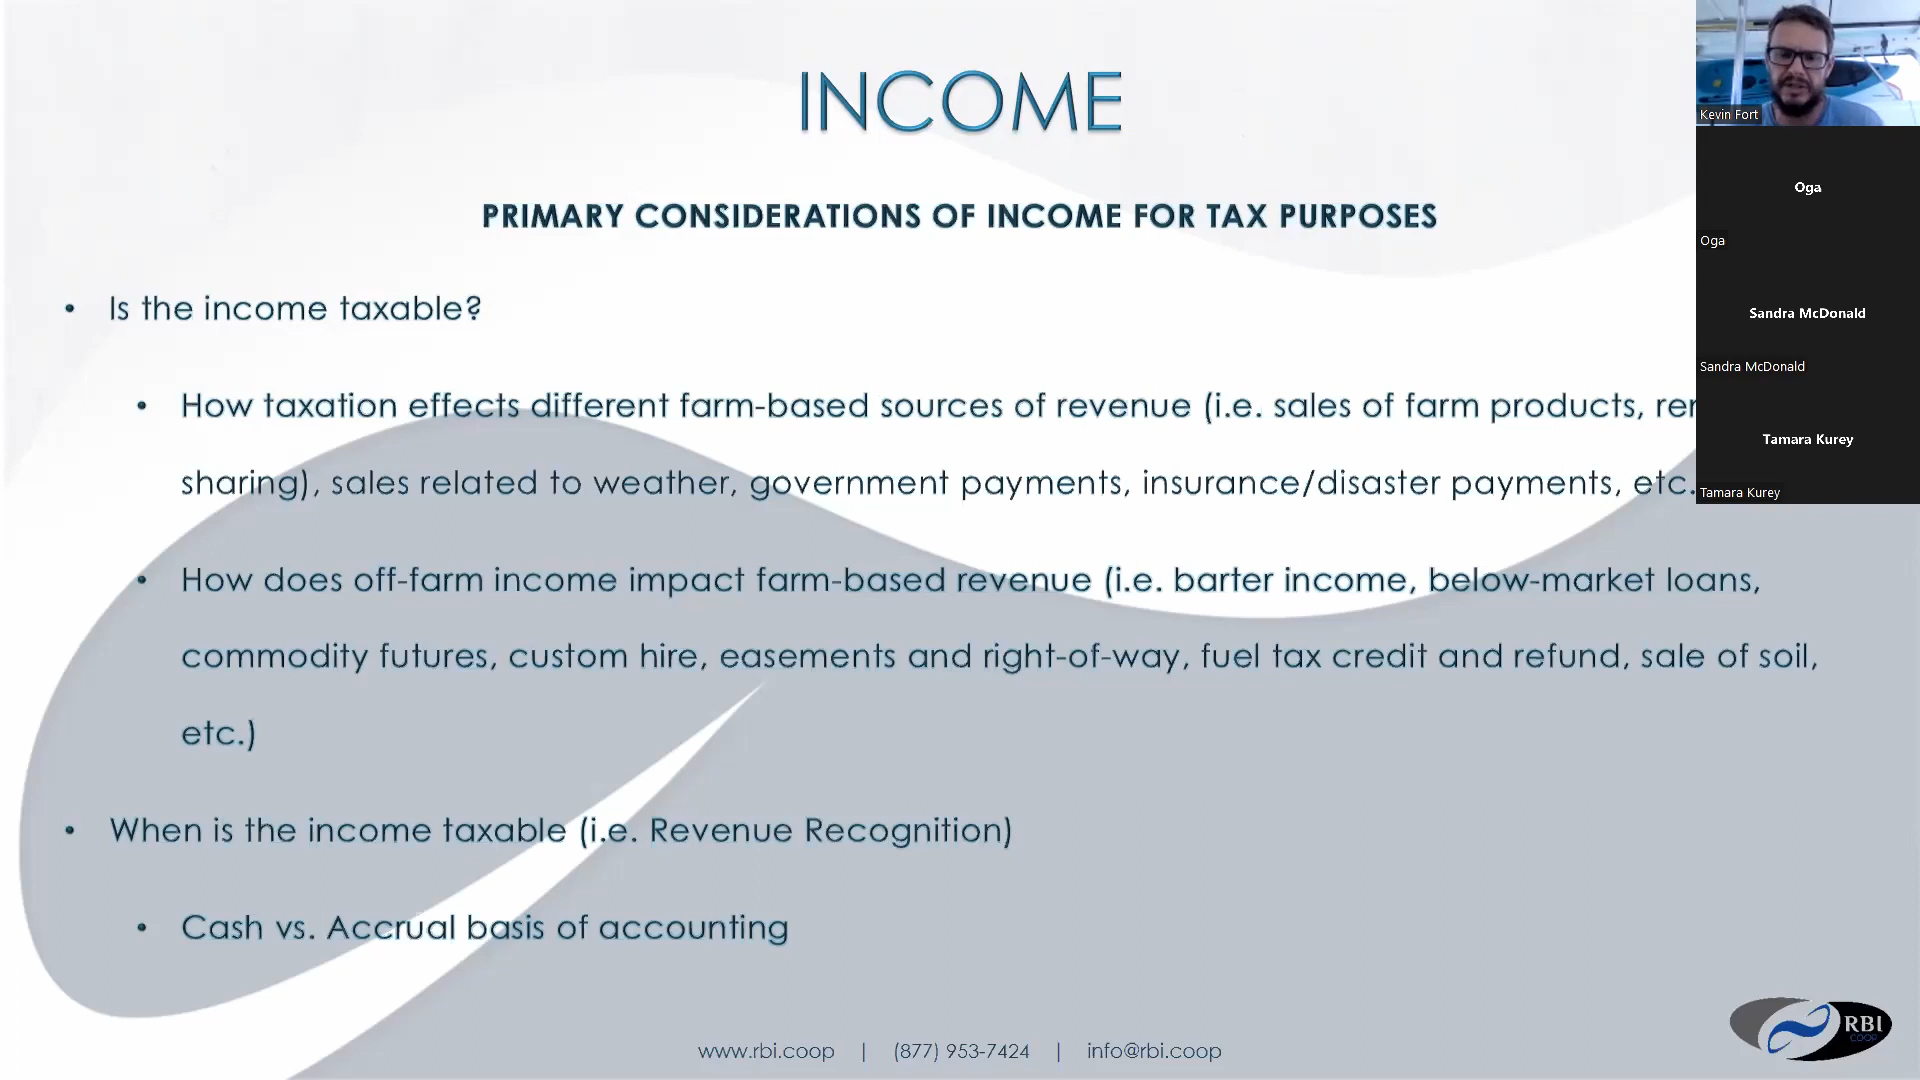 INCOME
PRIMARY CONSIDERATIONS OF INCOME FOR TAX PURPOSES
• Is the income taxable?
• How taxation effects different farm-based sources of revenue (i.e. sales of farm products,
sharing), sales related to weather, government payments, insurance/disaster payments, etc.
• How does off-farm income impact farm-based revenue (i.e. barter income, below-market loans,
commodity futures, custom hire, easements and right-of-way, fuel tax credit and refund, sale of soil,
etc.)
• When is the income taxable (i.e. Revenue Recognition)
• Cash vs. Accrual basis of accounting
www.rbi.coop | (877) 953-7424 | info@rbi.coop
RBI
COOP
Kevin Fort
Oga
Oga
Sandra McDonald
Sandra McDonald
Tamara Kurey
Tamara Kurey